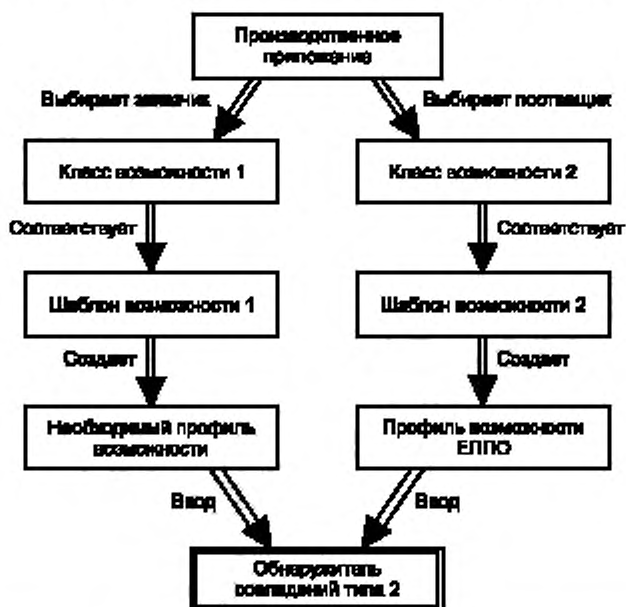 Производственное
приложение
Выбирает заказчик
Выбирает поставщик
Класс возможности 1
Класс возможности 2
Соответствует
Соответствует
Шаблон возможности 1
Шаблон возможности 2
Создает
Создает
Необходимый профиль
возможности
Профиль возможности
ЕППО
Ввод
Ввод
Обнаружитель
совпадений типа 2